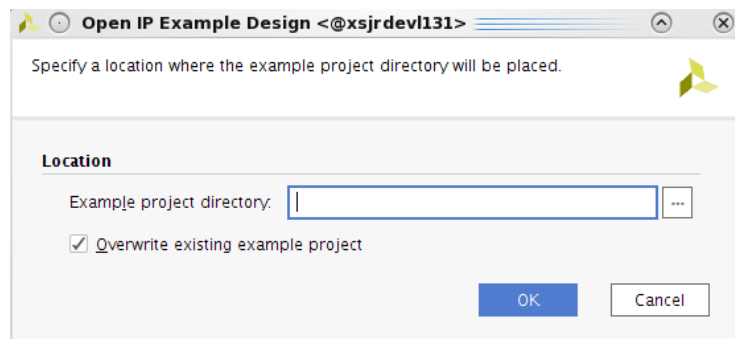 Open IP Example Design <@xsjrdevl131>
Specify a location where the example project directory will be placed.
Location
Example project directory:
...
Overwrite existing example project
OK Cancel